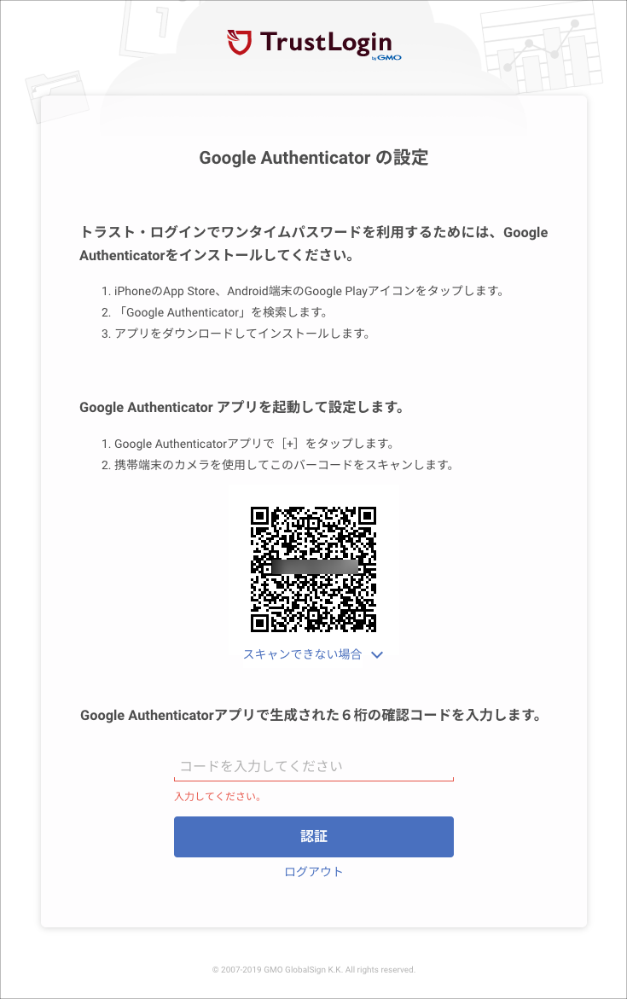 1
TrustLogin
by GMO
Google Authenticator の設定
トラスト・ログインでワンタイムパスワードを利用するためには、Google
Authenticatorをインストールしてください。
1. iPhoneのApp Store、Android端末のGoogle Playアイコンをタップします。
2. 「Google Authenticator」を検索します。
3. アプリをダウンロードしてインストールします。
Google Authenticator アプリを起動して設定します。
1. Google Authenticatorアプリで［+］をタップします。
2. 携帯端末のカメラを使用してこのバーコードをスキャンします。
スキャンできない場合
Google Authenticatorアプリで生成された６桁の確認コードを入力します。
コードを入力してください
入力してください。
認証
ログアウト
© 2007-2019 GMO GlobalSign K.K. All rights reserved.